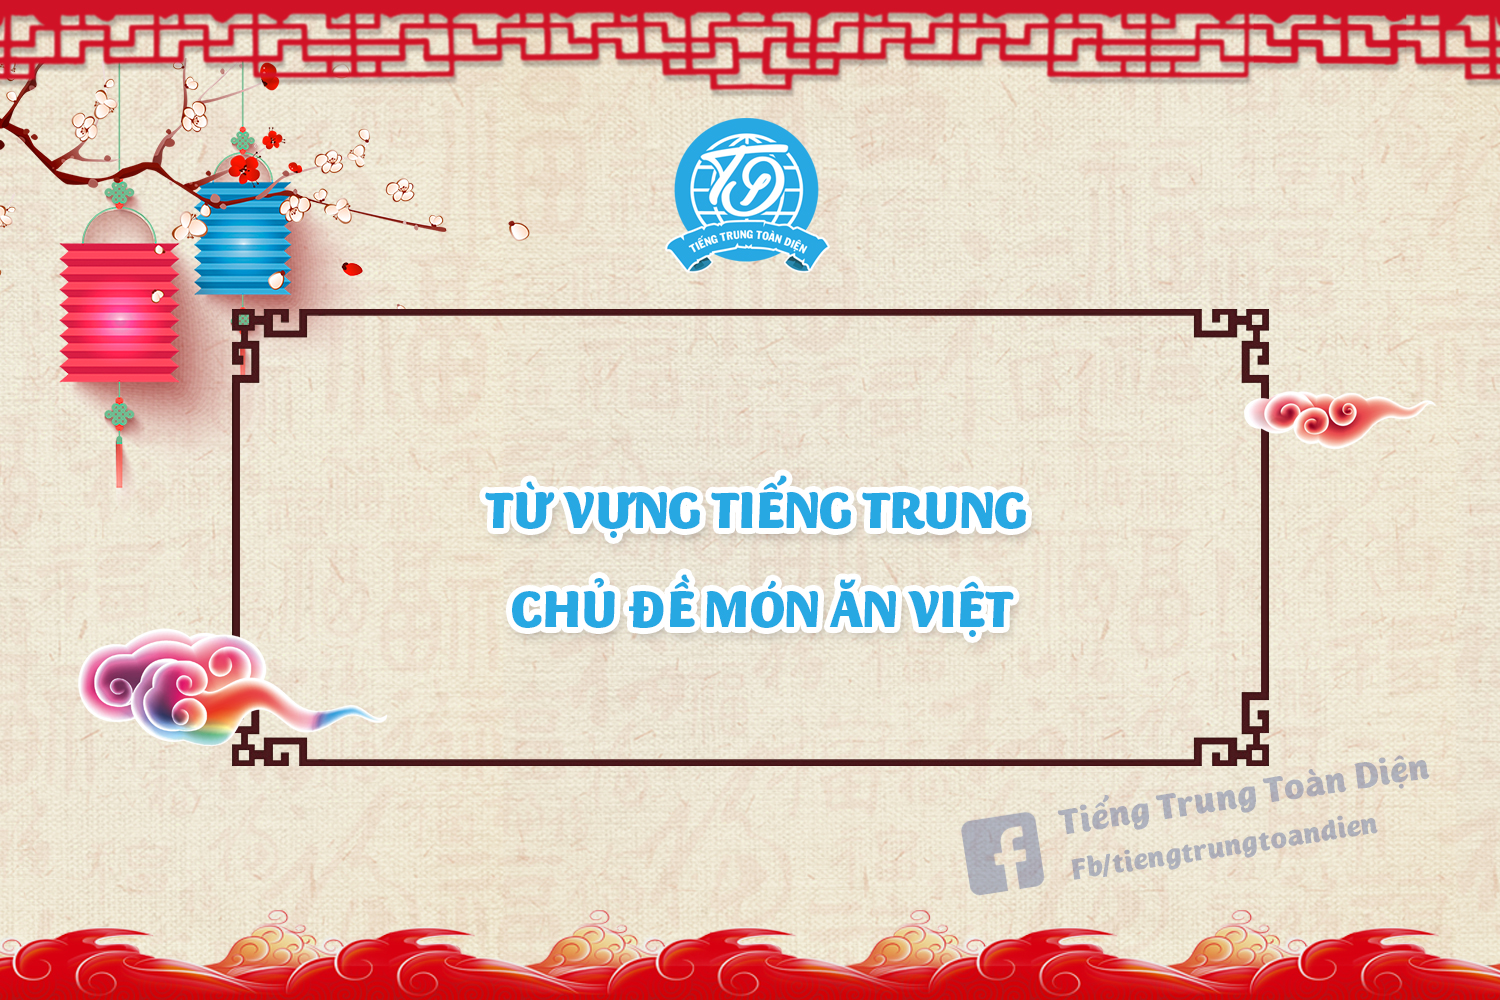 TIẾNG TRUNG TOÀN DIỆN
TỪ VỰNG TIẾNG TRUNG
CHỦ ĐỀ MÓN ĂN VIỆT
Tiếng Trung Toàn Diện
Fb/tiengtrungtoandien